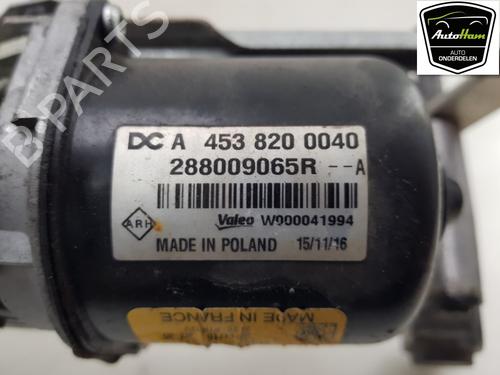 AutoHam
AUTO
ONDERDELEN
B-Parts
DC A 453 820 0040
288009065R --A
ARH
Valeo W000041994
MADE IN POLAND 15/11/16
MADE IN FRANCE